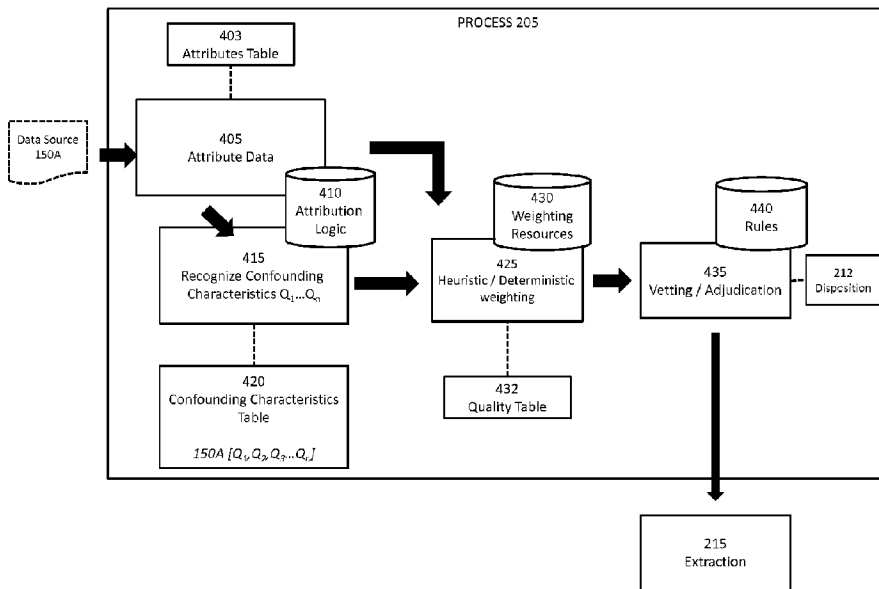 PROCESS 205
403
Attributes Table
Data Source
150A
405
Attribute Data
410
Attribution
Logic
415
Recognize Confounding
Characteristics Q1...Qn
420
Confounding Characteristics
Table
150A [Q1, Q2, Q3...Qn]
430
Weighting
Resources
425
Heuristic / Deterministic
weighting
432
Quality Table
440
Rules
435
Vetting / Adjudication
212
Disposition
215
Extraction